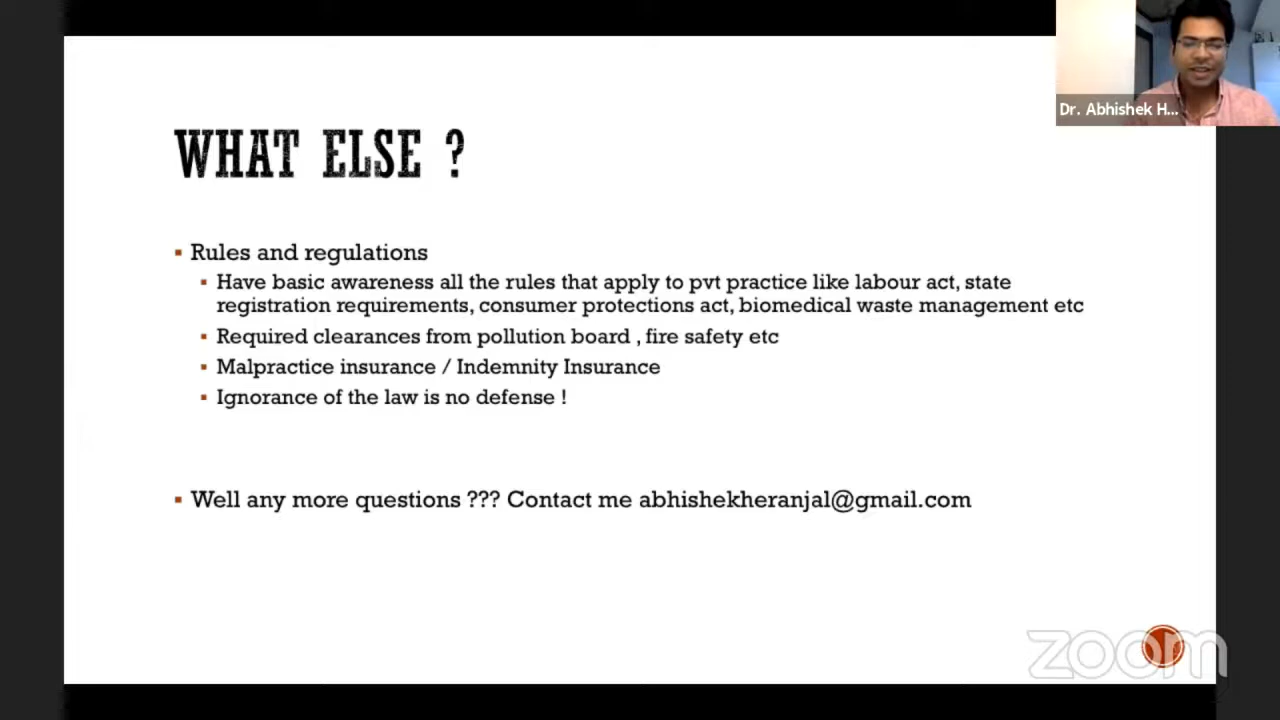 Dr. Abhishek H...
WHAT ELSE ?
▪ Rules and regulations
▪ Have basic awareness all the rules that apply to pvt practice like labour act, state
registration requirements, consumer protections act, biomedical waste management etc
▪ Required clearances from pollution board , fire safety etc
▪ Malpractice insurance / Indemnity Insurance
▪ Ignorance of the law is no defense !
▪ Well any more questions ??? Contact me abhishekheranjal@gmail.com
zoom